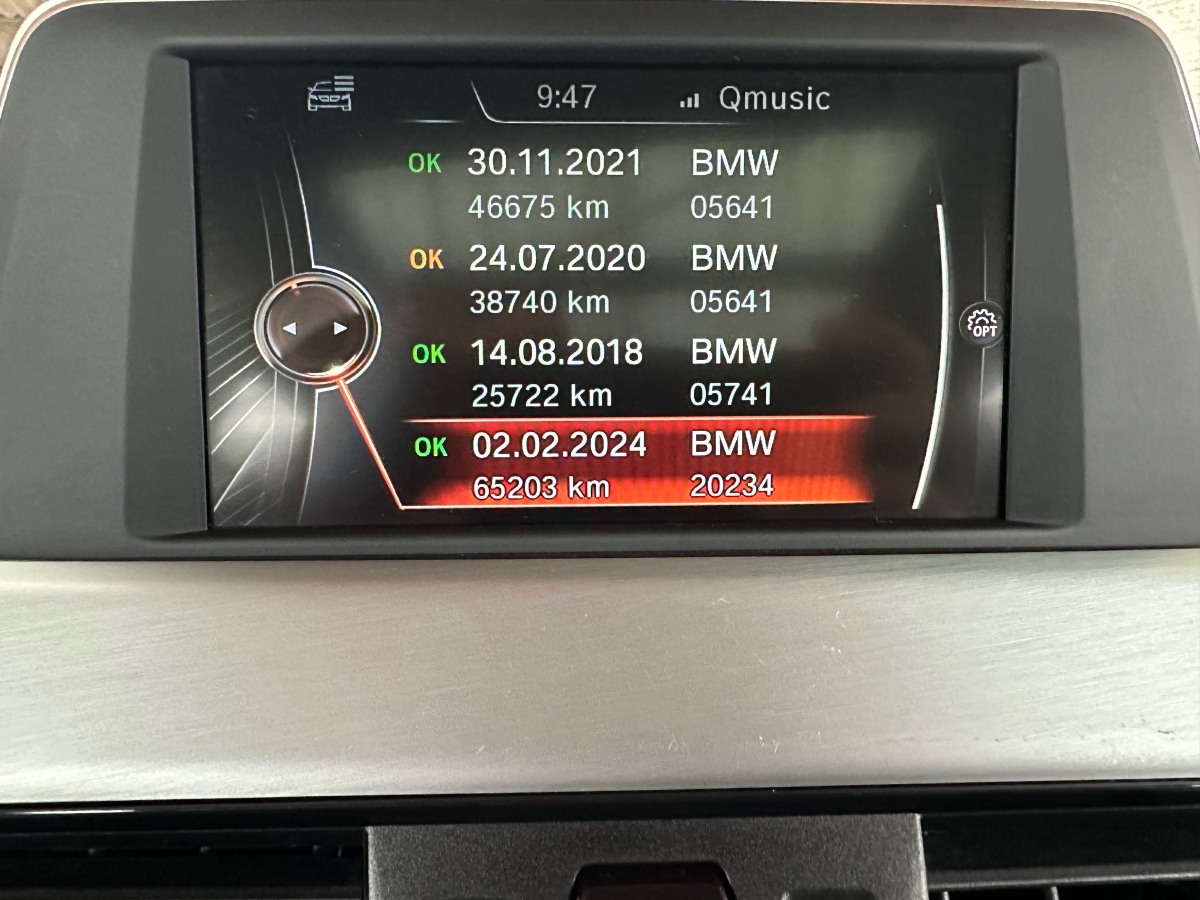 9:47 Qmusic
OK 30.11.2021 BMW
46675 km 05641
OK 24.07.2020 BMW
38740 km 05641
OK 14.08.2018 BMW
25722 km 05741
OPT
OK 02.02.2024 BMW
65203 km 20234